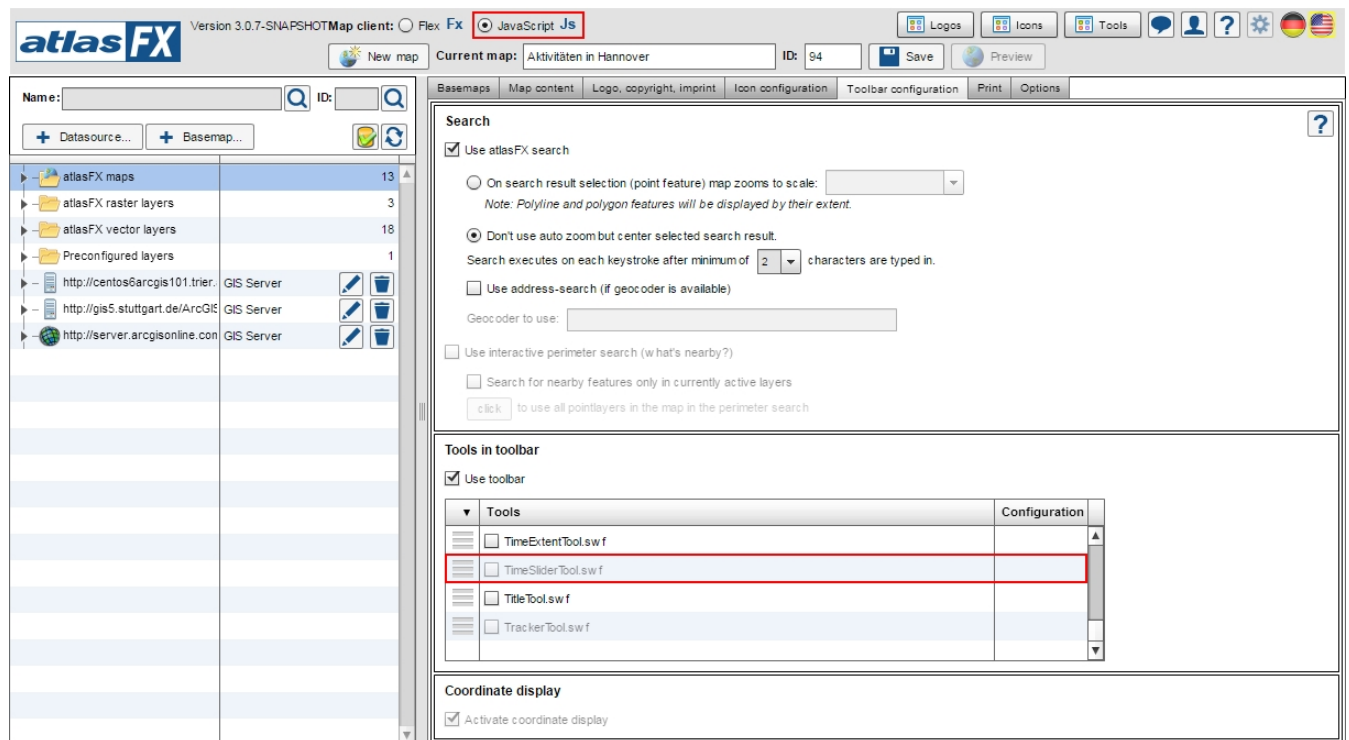 atlasFX Version 3.0.7-SNAPSHOT Map client: Flex Fx JavaScript Js Logos Icons Tools ?
New map Current map: Aktivitäten in Hannover ID: 94 Save Preview
Name: ID:
+ Datasource... + Basemap...
atlasFX maps 13
atlasFX raster layers 3
atlasFX vector layers 18
Preconfigured layers 1
http://centos6arcgis101.trier. GIS Server
http://gis5.stuttgart.de/ArcGIS GIS Server
http://server.arcgisonline.com GIS Server
Basemaps Map content Logo, copyright, imprint Icon configuration Toolbar configuration Print Options
Search ?
Use atlasFX search
On search result selection (point feature) map zooms to scale:
Note: Polyline and polygon features will be displayed by their extent.
Don't use auto zoom but center selected search result.
Search executes on each keystroke after minimum of 2 characters are typed in.
Use address-search (if geocoder is available)
Geocoder to use:
Use interactive perimeter search (what's nearby?)
Search for nearby features only in currently active layers
click to use all pointlayers in the map in the perimeter search
Tools in toolbar
Use toolbar
Tools Configuration
TimeExtentTool.swf
TimeSliderTool.swf
TitleTool.swf
TrackerTool.swf
Coordinate display
Activate coordinate display